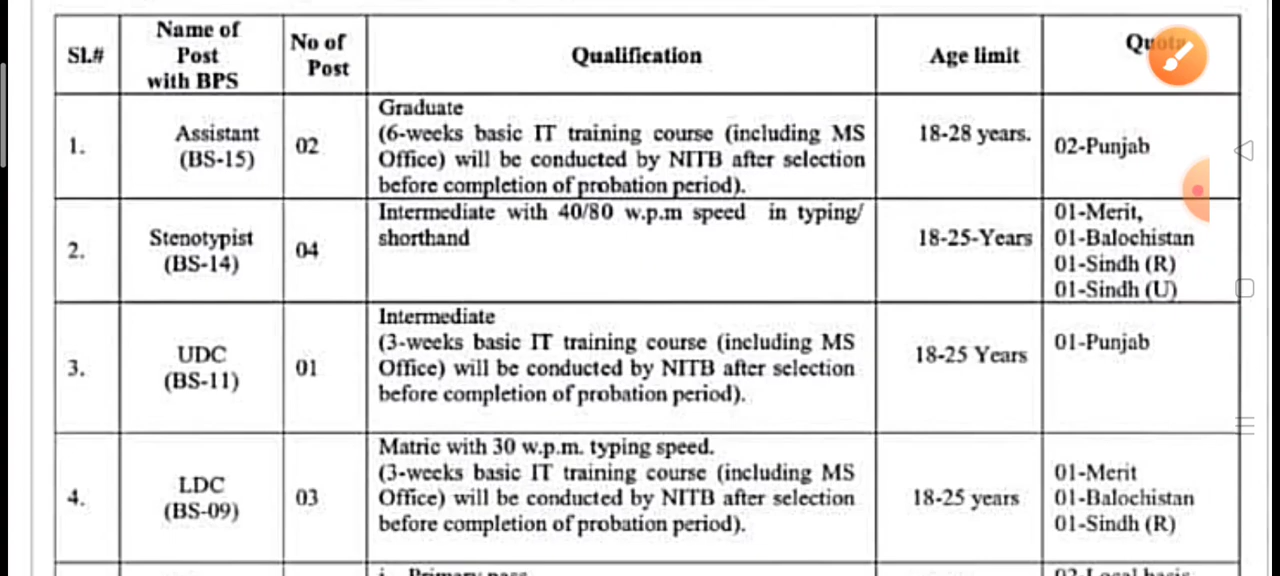 Sl.#
Name of
Post
with BPS
No of
Post
Qualification
Age limit
1.
Assistant
(BS-15)
02
Graduate
(6-weeks basic IT training course (including MS
Office) will be conducted by NITB after selection
before completion of probation period).
18-28 years.
02-Punjab
2.
Stenotypist
(BS-14)
04
Intermediate with 40/80 w.p.m speed in typing/
shorthand
18-25-Years
01-Merit,
01-Balochistan
01-Sindh (R)
01-Sindh (U)
3.
UDC
(BS-11)
01
Intermediate
(3-weeks basic IT training course (including MS
Office) will be conducted by NITB after selection
before completion of probation period).
18-25 Years
01-Punjab
4.
LDC
(BS-09)
03
Matric with 30 w.p.m. typing speed.
(3-weeks basic IT training course (including MS
Office) will be conducted by NITB after selection
before completion of probation period).
18-25 years
01-Merit
01-Balochistan
01-Sindh (R)
i. Primary pass
02-Local basis